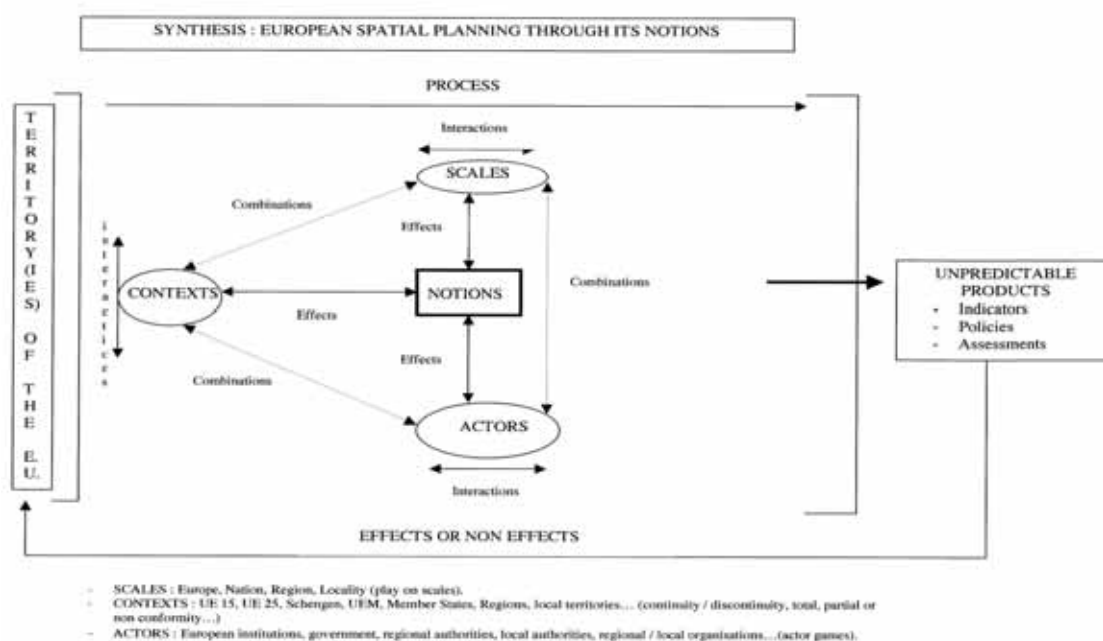 SYNTHESIS : EUROPEAN SPATIAL PLANNING THROUGH ITS NOTIONS
PROCESS
TERRITORY(IES) OF THE E.U.
Interactions
SCALES
Combinations
Effects
interactions
CONTEXTS
NOTIONS
Effects
Combinations
Effects
Combinations
ACTORS
Interactions
UNPREDICTABLE
PRODUCTS
- Indicators
- Policies
- Assessments
EFFECTS OR NON EFFECTS
- SCALES : Europe, Nation, Region, Locality (play on scales).
- CONTEXTS : UE 15, UE 25, Schengen, UEM, Member States, Regions, local territories… (continuity / discontinuity, total, partial or
non conformity…)
- ACTORS : European institutions, government, regional authorities, local authorities, regional / local organisations…(actor games).